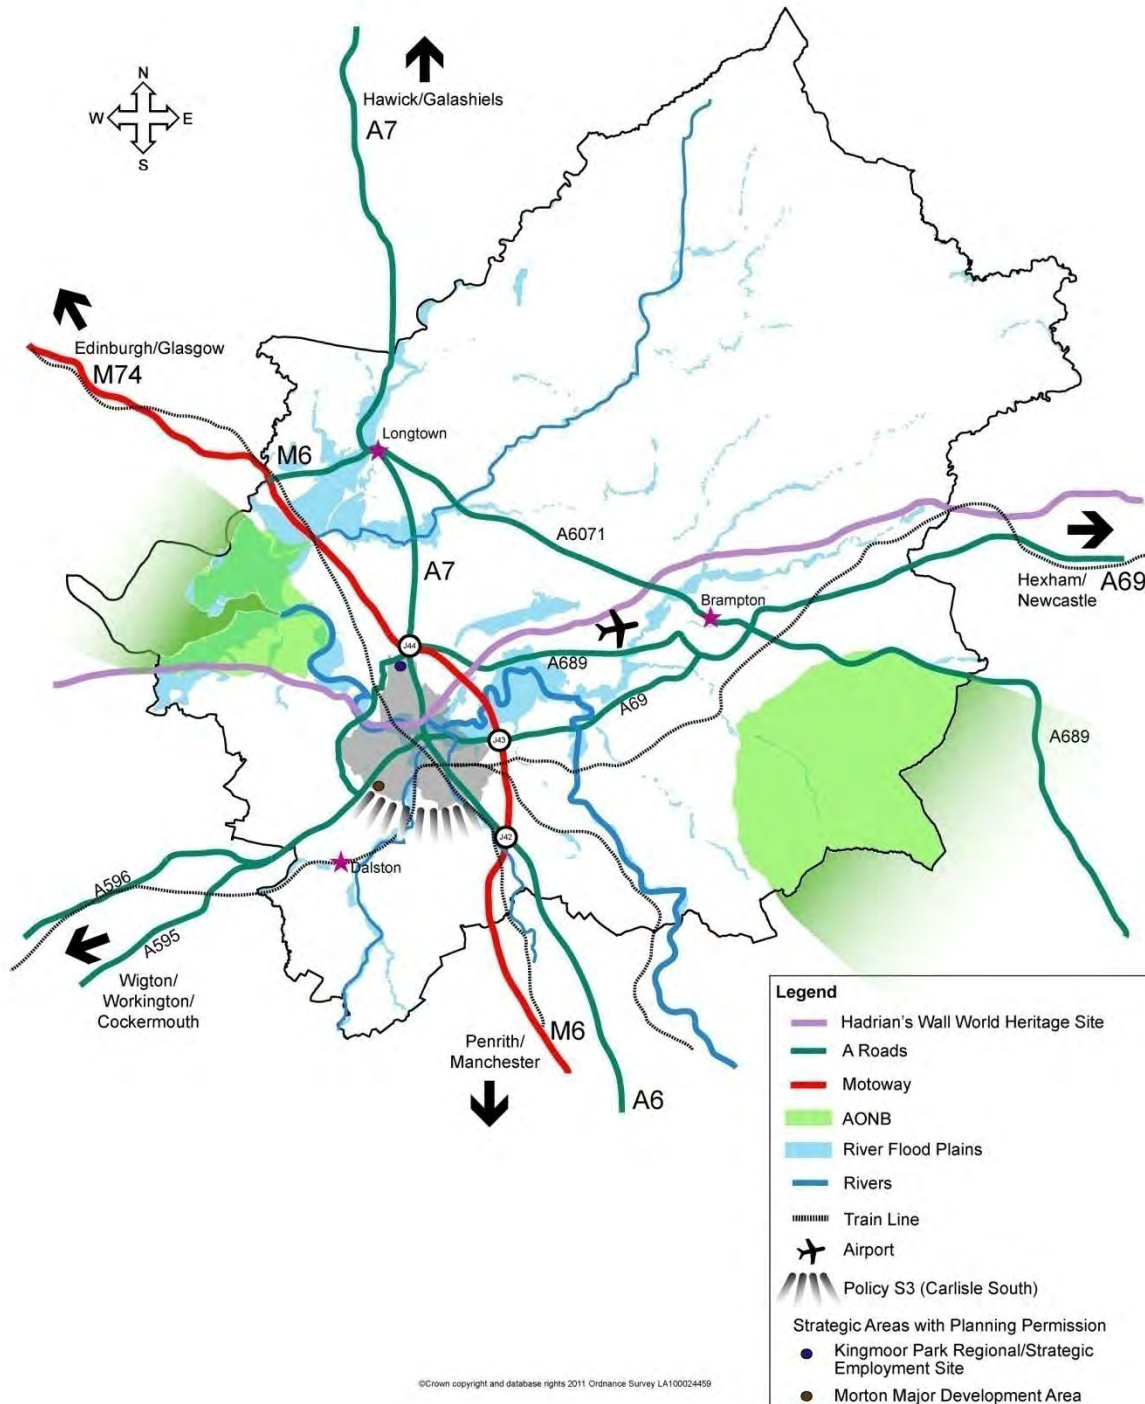 N
W
E
S
Hawick/Galashiels
A7
Edinburgh/Glasgow
M74
Longtown
M6
A6071
A7
Hexham/
Newcastle
A69
Brampton
J44
A689
A69
J43
A689
J42
Dalston
A596
A595
Wigton/
Workington/
Cockermouth
Penrith/
Manchester
M6
A6
Legend
Hadrian's Wall World Heritage Site
A Roads
Motoway
AONB
River Flood Plains
Rivers
Train Line
Airport
Policy S3 (Carlisle South)
Strategic Areas with Planning Permission
Kingmoor Park Regional/Strategic
Employment Site
Morton Major Development Area
©Crown copyright and database rights 2011 Ordnance Survey LA100024459